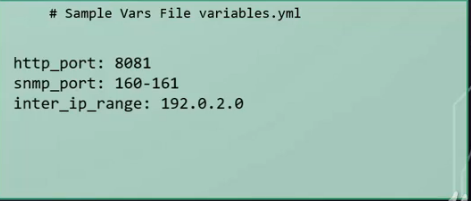 # Sample Vars File variables.yml
http_port: 8081
snmp_port: 160-161
inter_ip_range: 192.0.2.0